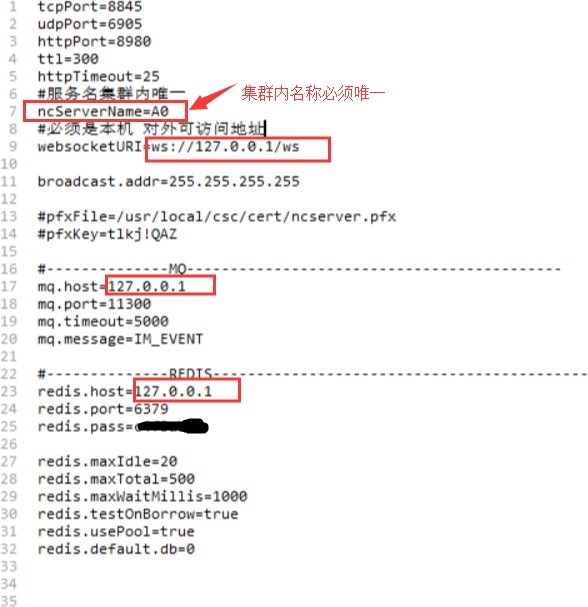 1 tcpPort=8845
2 udpPort=6905
3 httpPort=8980
4 ttl=300
5 httpTimeout=25
6 #服务名集群内唯一
集群内名称必须唯一
7 ncServerName=A0
8 #必须是本机 对外可访问地址
9 websocketURI=ws://127.0.0.1/ws
10
11 broadcast.addr=255.255.255.255
12
13 #pfxFile=/usr/local/csc/cert/ncserver.pfx
14 #pfxKey=tlkj!QAZ
15
16 #--------------MQ-------------------------------------------
17 mq.host=127.0.0.1
18 mq.port=11300
19 mq.timeout=5000
20 mq.message=IM_EVENT
21
22 #--------------REDIS-------------------------------------------
23 redis.host=127.0.0.1
24 redis.port=6379
25 redis.pass=
26
27 redis.maxIdle=20
28 redis.maxTotal=500
29 redis.maxWaitMillis=1000
30 redis.testOnBorrow=true
31 redis.usePool=true
32 redis.default.db=0
33
34
35